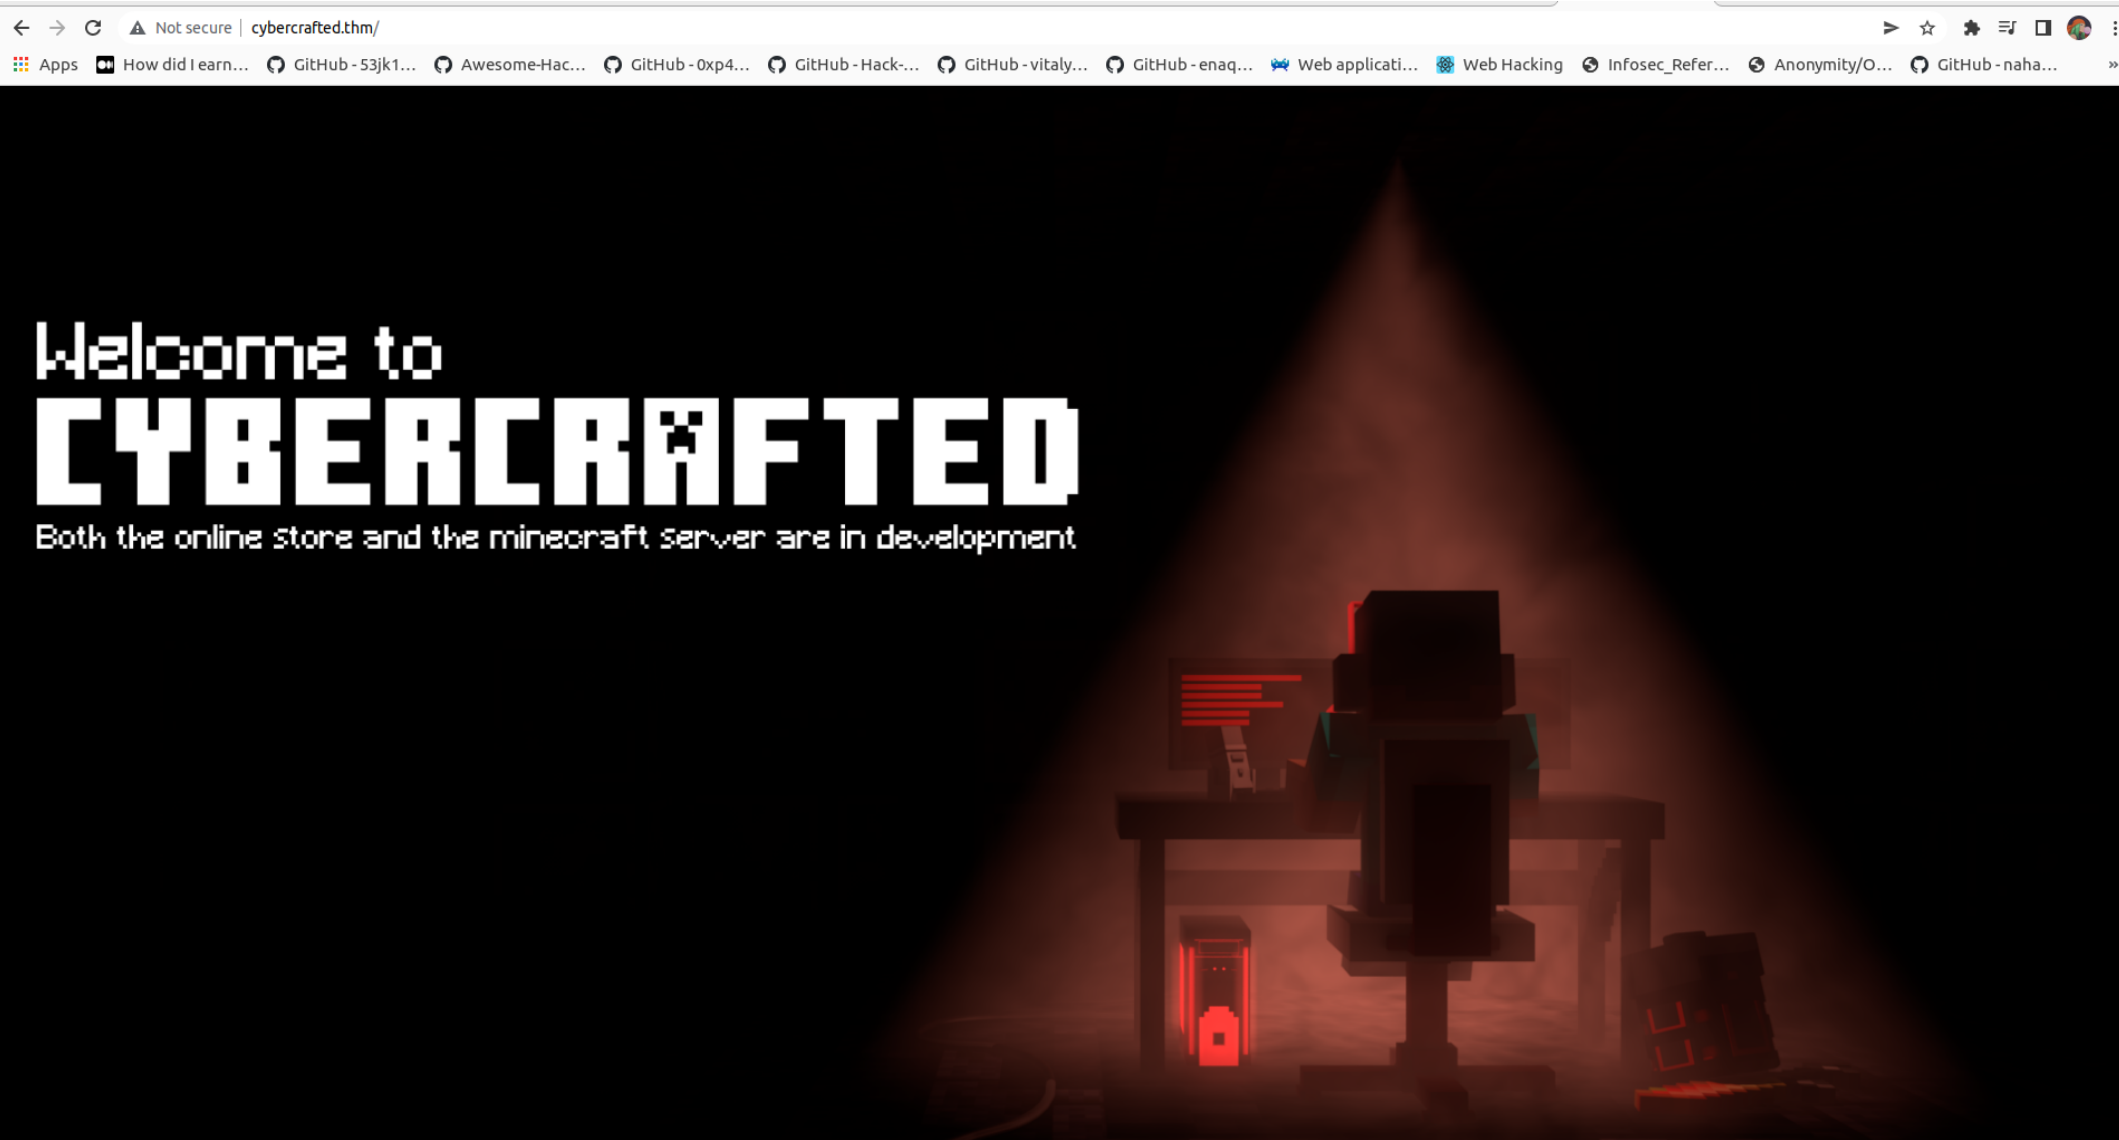 Not secure cybercrafted.thm/
Apps How did I earn... GitHub - 53jk1... Awesome-Hac... GitHub - 0xp4... GitHub - Hack-... GitHub - vitaly... GitHub - enaq... Web applicati... Web Hacking Infosec_Refer... Anonymity/O... GitHub - naha... »
Welcome to
CYBERCRAFTED
Both the online store and the minecraft server are in development